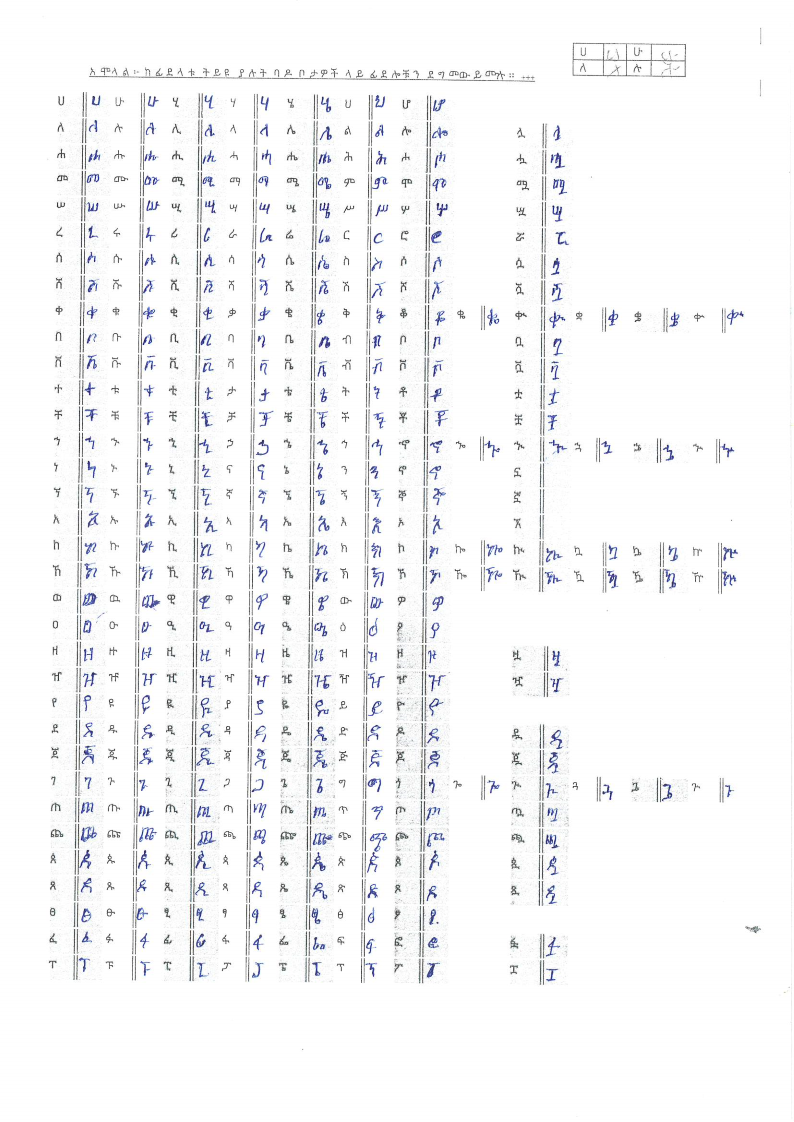 ሀ ሀ ሁ ሁ
ለ ለ ሉ ሉ
አሞላል፡- ከፊደላቱ ትይዩ ያሉት ባዶ ቦታዎች ላይ ፊደሎቹን ደግመው ይሙሉ። +++
ሀ ሀ ሁ ሁ ሂ ሂ ሃ ሃ ሄ ሄ ህ ህ ሆ ሆ
ለ ለ ሉ ሉ ሊ ሊ ላ ላ ሌ ሌ ል ል ሎ ሎ ሏ ሏ
ሐ ሐ ሑ ሑ ሒ ሒ ሓ ሓ ሔ ሔ ሕ ሕ ሖ ሖ ሗ ሗ
መ መ ሙ ሙ ሚ ሚ ማ ማ ሜ ሜ ም ም ሞ ሞ ሟ ሟ
ሠ ሠ ሡ ሡ ሢ ሢ ሣ ሣ ሤ ሤ ሥ ሥ ሦ ሦ ሧ ሧ
ረ ረ ሩ ሩ ሪ ሪ ራ ራ ሬ ሬ ር ር ሮ ሮ ሯ ሯ
ሰ ሰ ሱ ሱ ሲ ሲ ሳ ሳ ሴ ሴ ስ ስ ሶ ሶ ሷ ሷ
ሸ ሸ ሹ ሹ ሺ ሺ ሻ ሻ ሼ ሼ ሽ ሽ ሾ ሾ ሿ ሿ
ቀ ቀ ቁ ቁ ቂ ቂ ቃ ቃ ቄ ቄ ቅ ቅ ቆ ቆ ቈ ቈ ቊ ቊ ቋ ቋ ቌ ቌ ቍ ቍ
በ በ ቡ ቡ ቢ ቢ ባ ባ ቤ ቤ ብ ብ ቦ ቦ ቧ ቧ
ቨ ቨ ቩ ቩ ቪ ቪ ቫ ቫ ቬ ቬ ቭ ቭ ቮ ቮ ቯ ቯ
ተ ተ ቱ ቱ ቲ ቲ ታ ታ ቴ ቴ ት ት ቶ ቶ ቷ ቷ
ቸ ቸ ቹ ቹ ቺ ቺ ቻ ቻ ቼ ቼ ች ች ቾ ቾ ቿ ቿ
ኀ ኀ ኁ ኁ ኂ ኂ ኃ ኃ ኄ ኄ ኅ ኅ ኆ ኆ ኈ ኈ ኊ ኊ ኋ ኋ ኌ ኌ ኍ ኍ
ነ ነ ኑ ኑ ኒ ኒ ና ና ኔ ኔ ን ን ኖ ኖ ኗ
ኘ ኘ ኙ ኙ ኚ ኚ ኛ ኛ ኜ ኜ ኝ ኝ ኞ ኞ ኟ
አ አ ኡ ኡ ኢ ኢ ኣ ኣ ኤ ኤ እ እ ኦ ኦ ኧ
ከ ከ ኩ ኩ ኪ ኪ ካ ካ ኬ ኬ ክ ክ ኮ ኮ ኰ ኰ ኲ ኲ ኳ ኳ ኴ ኴ ኵ ኵ
ኸ ኸ ኹ ኹ ኺ ኺ ኻ ኻ ኼ ኼ ኽ ኽ ኾ ኾ ዀ ዀ ዂ ዂ ዃ ዃ ዄ ዄ ዅ ዅ
ወ ወ ዉ ዉ ዊ ዊ ዋ ዋ ዌ ዌ ው ው ዎ ዎ
ዐ ዐ ዑ ዑ ዒ ዒ ዓ ዓ ዔ ዔ ዕ ዕ ዖ ዖ
ዘ ዘ ዙ ዙ ዚ ዚ ዛ ዛ ዜ ዜ ዝ ዝ ዞ ዞ ዟ ዟ
ዠ ዠ ዡ ዡ ዢ ዢ ዣ ዣ ዤ ዤ ዥ ዥ ዦ ዦ ዧ ዧ
የ የ ዩ ዩ ዪ ዪ ያ ያ ዬ ዬ ይ ይ ዮ ዮ
ደ ደ ዱ ዱ ዲ ዲ ዳ ዳ ዴ ዴ ድ ድ ዶ ዶ ዷ ዷ
ጀ ጀ ጁ ጁ ጂ ጂ ጃ ጃ ጄ ጄ ጅ ጅ ጆ ጆ ጇ ጇ
ገ ገ ጉ ጉ ጊ ጊ ጋ ጋ ጌ ጌ ግ ግ ጎ ጎ ጐ ጐ ጒ ጒ ጓ ጓ ጔ ጔ ጕ ጕ
ጠ ጠ ጡ ጡ ጢ ጢ ጣ ጣ ጤ ጤ ጥ ጥ ጦ ጦ ጧ ጧ
ጨ ጨ ጩ ጩ ጪ ጪ ጫ ጫ ጬ ጬ ጭ ጭ ጮ ጮ ጯ ጯ
ጰ ጰ ጱ ጱ ጲ ጲ ጳ ጳ ጴ ጴ ጵ ጵ ጶ ጶ ጷ ጷ
ጸ ጸ ጹ ጹ ጺ ጺ ጻ ጻ ጼ ጼ ጽ ጽ ጾ ጾ ጿ ጿ
ፀ ፀ ፁ ፁ ፂ ፂ ፃ ፃ ፄ ፄ ፅ ፅ ፆ ፆ
ፈ ፈ ፉ ፉ ፊ ፊ ፋ ፋ ፌ ፌ ፍ ፍ ፎ ፎ ፏ ፏ
ፐ ፐ ፑ ፑ ፒ ፒ ፓ ፓ ፔ ፔ ፕ ፕ ፖ ፖ ፗ ፗ